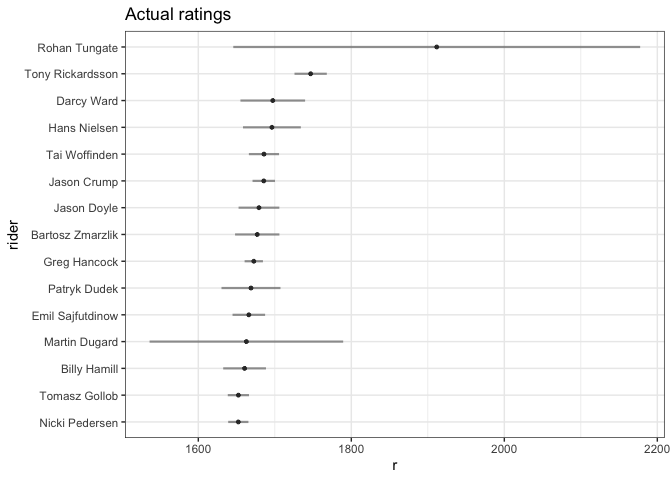 Actual ratings
Rohan Tungate
Tony Rickardsson
Darcy Ward
Hans Nielsen
Tai Woffinden
Jason Crump
Jason Doyle
Bartosz Zmarzlik
Greg Hancock
Patryk Dudek
Emil Sajfutdinow
Martin Dugard
Billy Hamill
Tomasz Gollob
Nicki Pedersen
rider
1600 1800 2000 2200
r